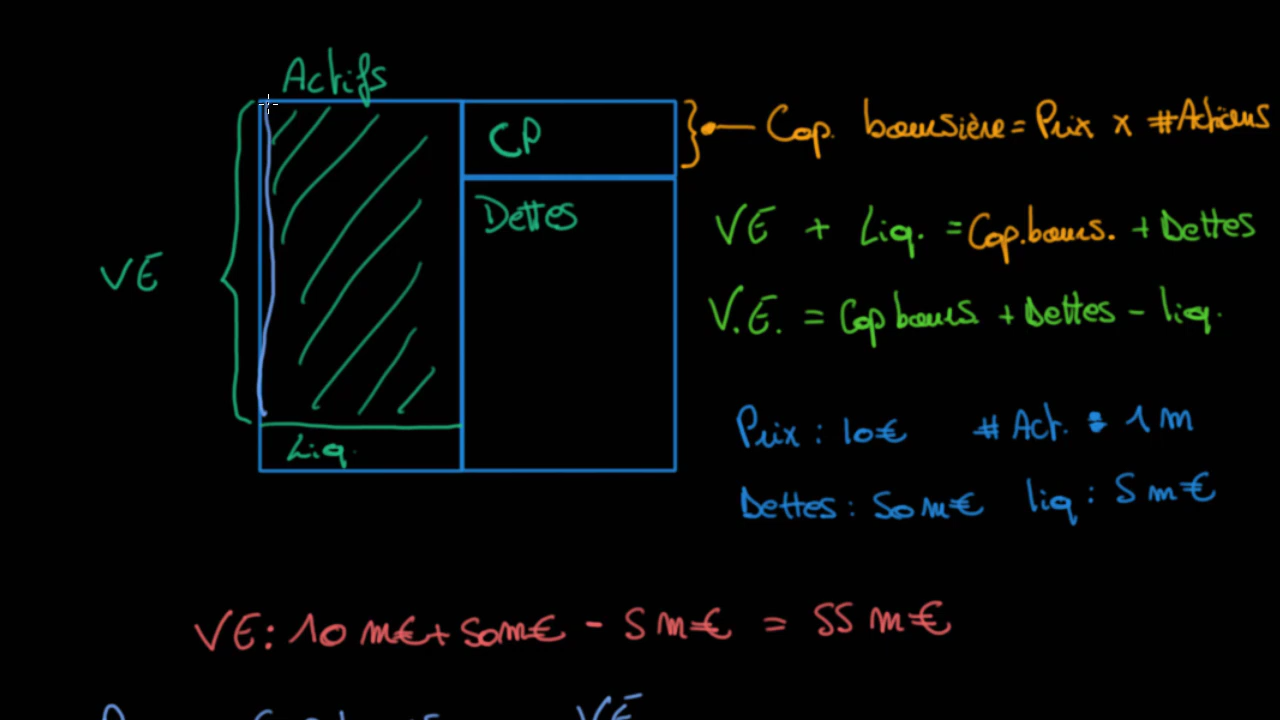 Actifs
CP
Cap. boursière = Prix x #Actions
Dettes
VE + Liq. = Cap.bours. + Dettes
VE
V.E. = Cap bours + Dettes - liq.
Prix : 10€ # Act. : 1 m
Liq.
Dettes : 50 m€ liq : 5 m€
VE : 10 m€ + 50 m€ - 5 m€ = 55 m€
VE